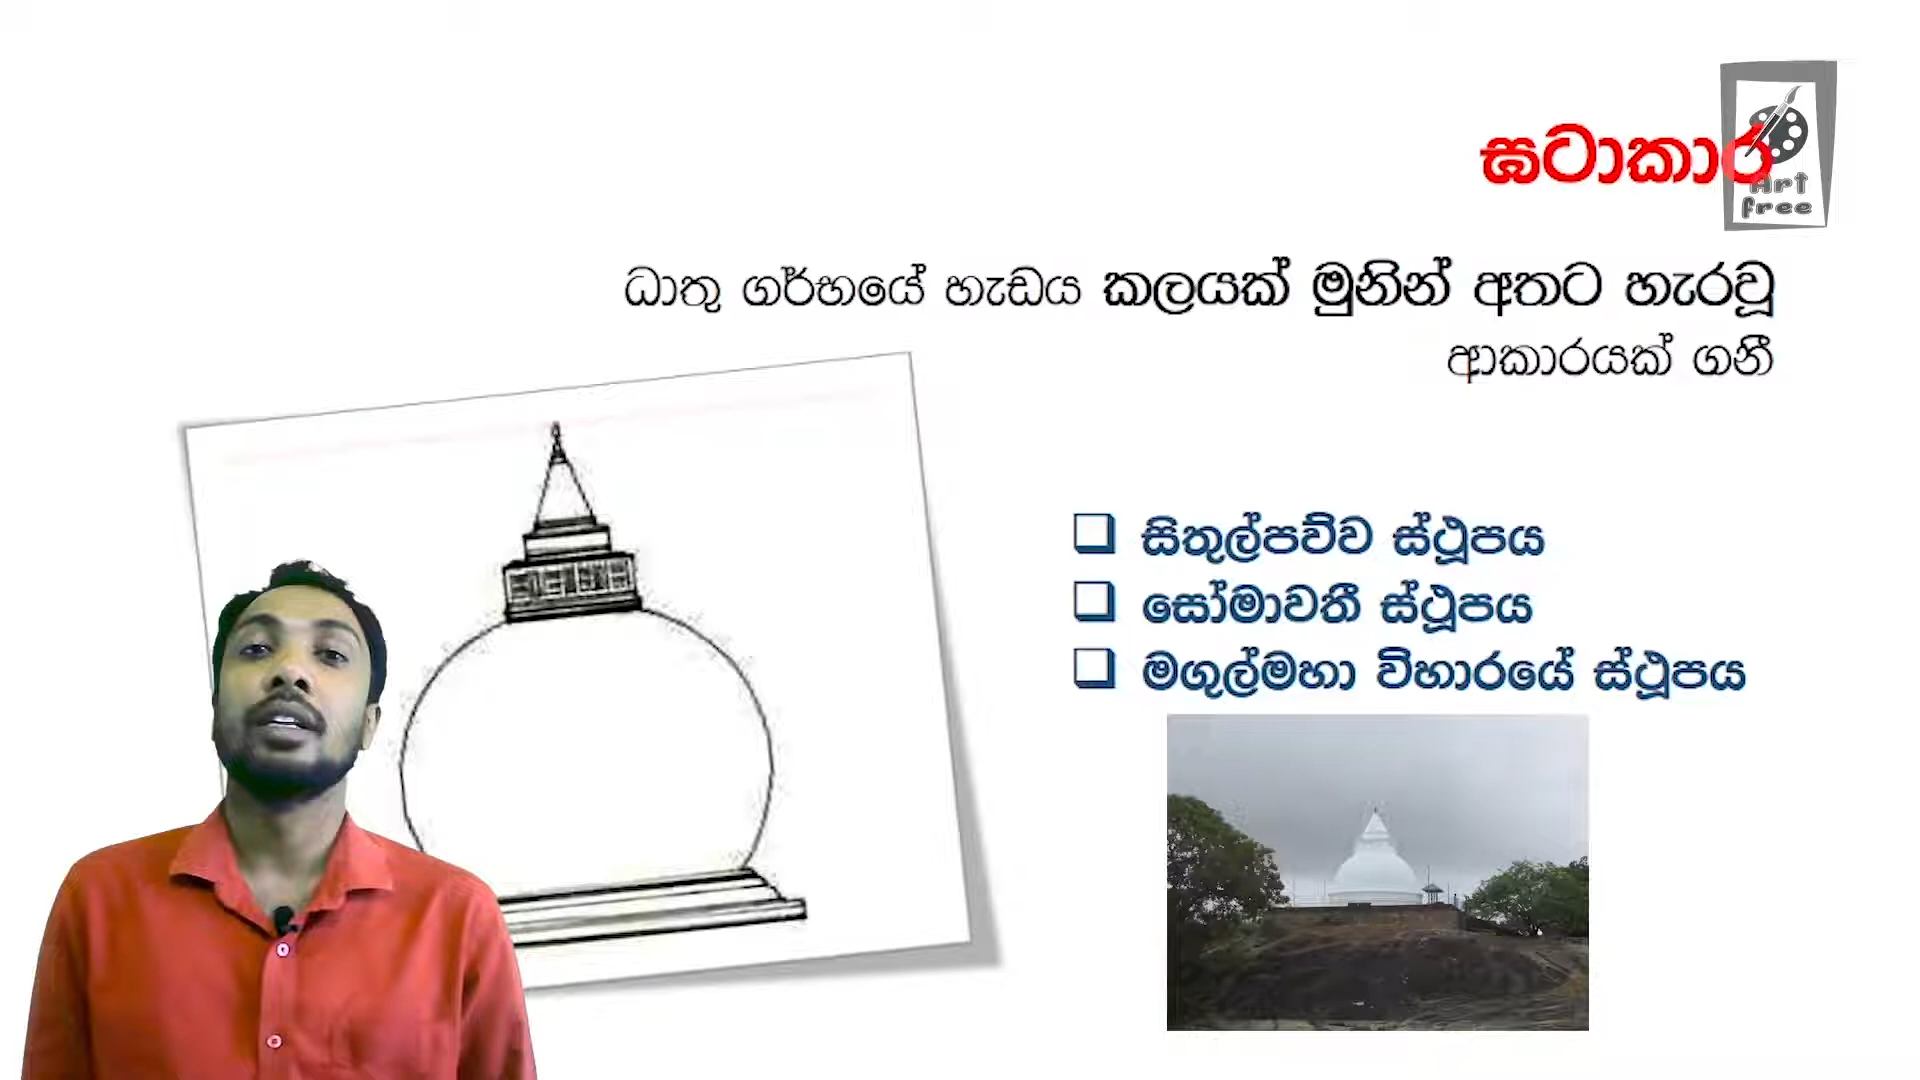 ඝටාකාර
Art
free
ධාතු ගර්භයේ හැඩය කලයක් මුනින් අතට හැරවූ
ආකාරයක් ගනී
සිතුල්පව්ව ස්ථූපය
සෝමාවතී ස්ථූපය
මගුල්මහා විහාරයේ ස්ථූපය